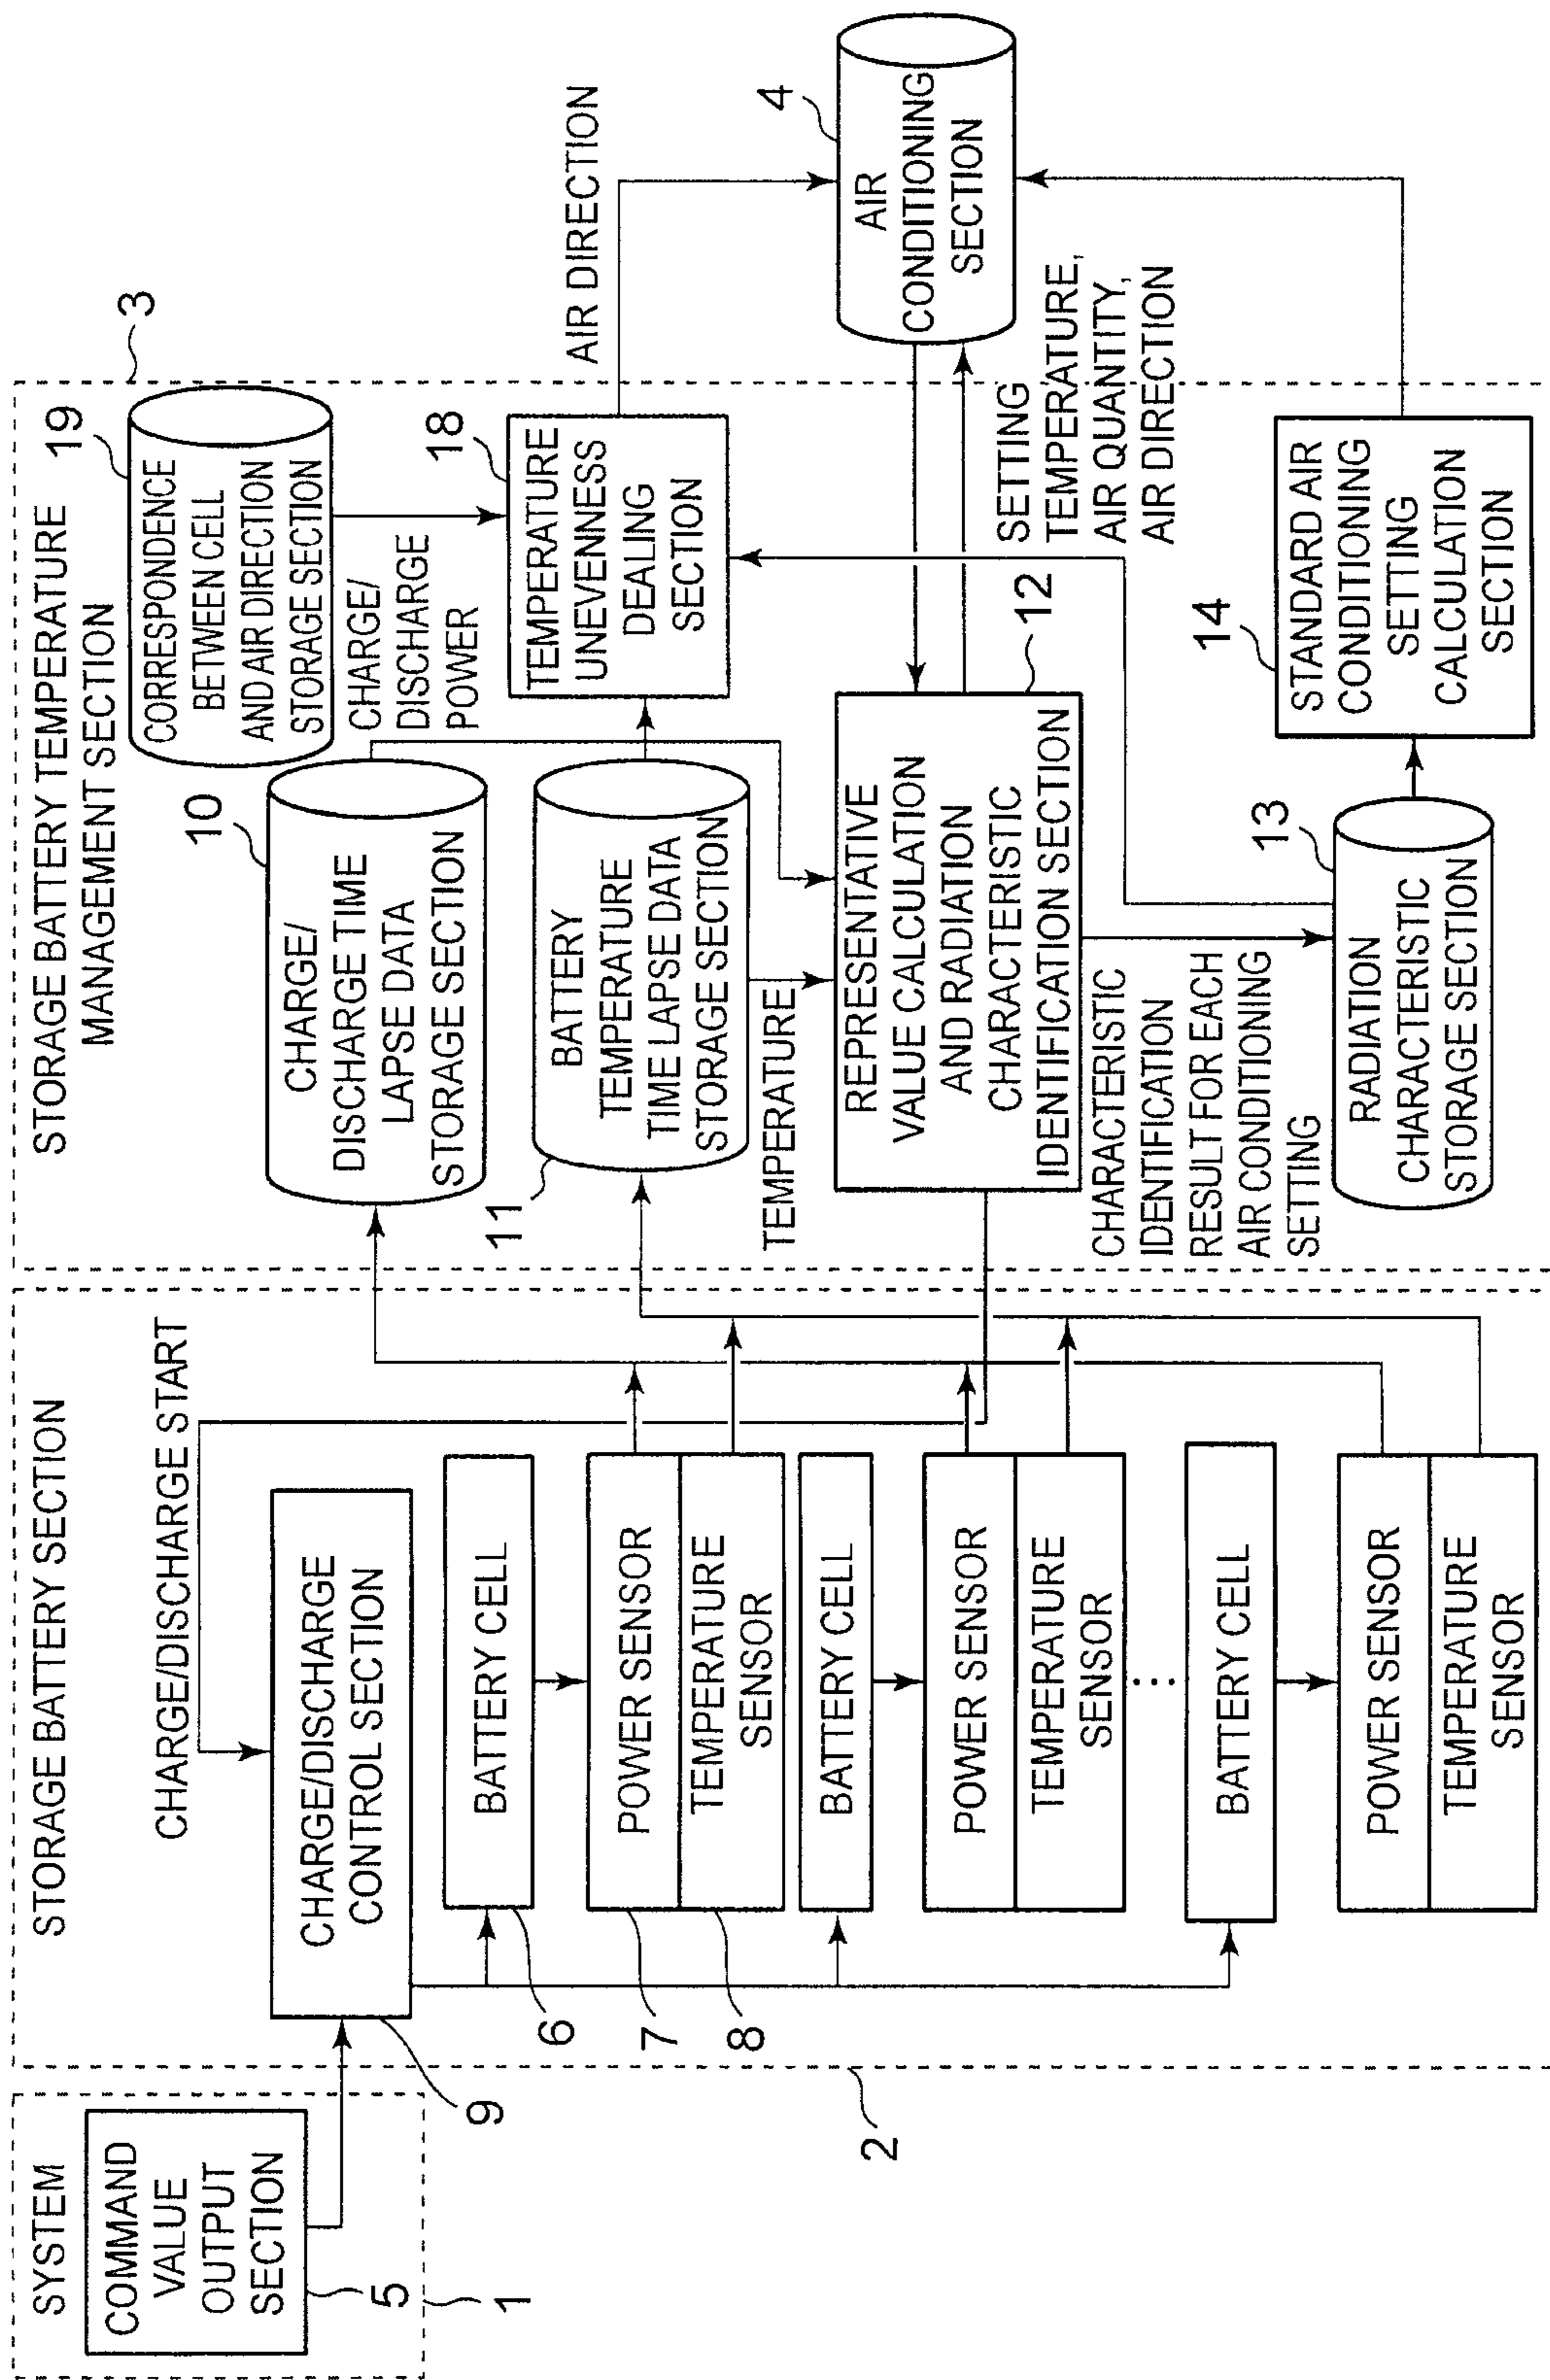 SYSTEM
COMMAND
VALUE
OUTPUT
SECTION
5
1
STORAGE BATTERY SECTION
CHARGE/DISCHARGE START
CHARGE/DISCHARGE
CONTROL SECTION
9
BATTERY CELL
6
POWER SENSOR
7
TEMPERATURE
SENSOR
8
BATTERY CELL
POWER SENSOR
TEMPERATURE
SENSOR
...
BATTERY CELL
POWER SENSOR
TEMPERATURE
SENSOR
2
STORAGE BATTERY TEMPERATURE
MANAGEMENT SECTION
3
10
CHARGE/
DISCHARGE TIME
LAPSE DATA
STORAGE SECTION
11
BATTERY
TEMPERATURE
TIME LAPSE DATA
STORAGE SECTION
TEMPERATURE
19
CORRESPONDENCE
BETWEEN CELL
AND AIR DIRECTION
STORAGE SECTION
CHARGE/
DISCHARGE
POWER
18
TEMPERATURE
UNEVENNESS
DEALING
SECTION
12
REPRESENTATIVE
VALUE CALCULATION
AND RADIATION
CHARACTERISTIC
IDENTIFICATION SECTION
CHARACTERISTIC
IDENTIFICATION
RESULT FOR EACH
AIR CONDITIONING
SETTING
13
RADIATION
CHARACTERISTIC
STORAGE SECTION
14
STANDARD AIR
CONDITIONING
SETTING
CALCULATION
SECTION
AIR DIRECTION
4
AIR
CONDITIONING
SECTION
SETTING
TEMPERATURE,
AIR QUANTITY,
AIR DIRECTION